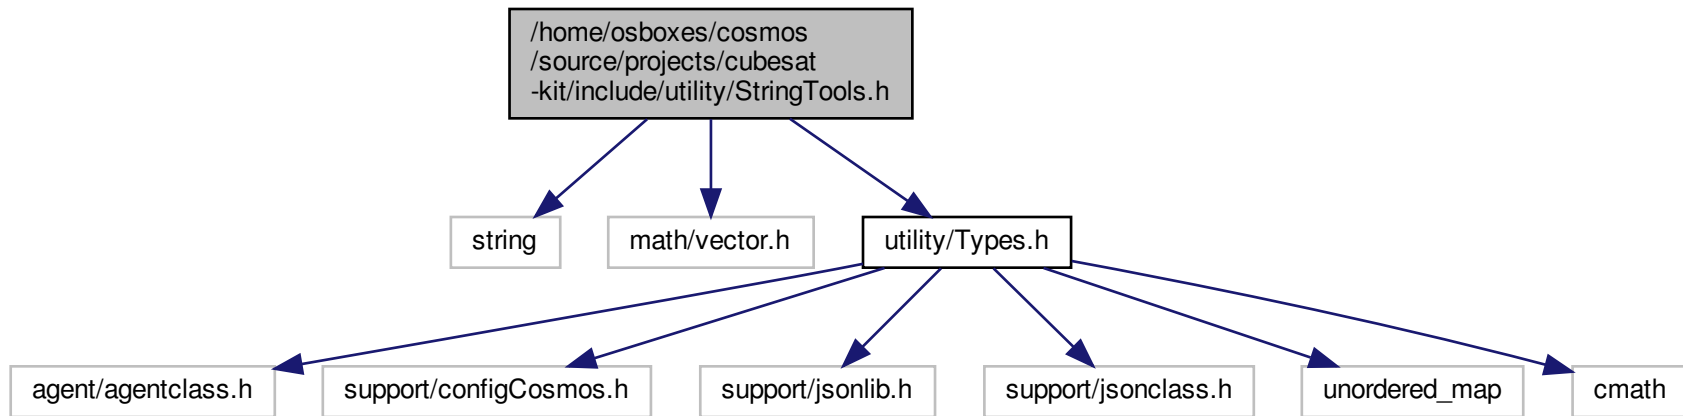 /home/osboxes/cosmos
/source/projects/cubesat
-kit/include/utility/StringTools.h
string
math/vector.h
utility/Types.h
agent/agentclass.h
support/configCosmos.h
support/jsonlib.h
support/jsonclass.h
unordered_map
cmath